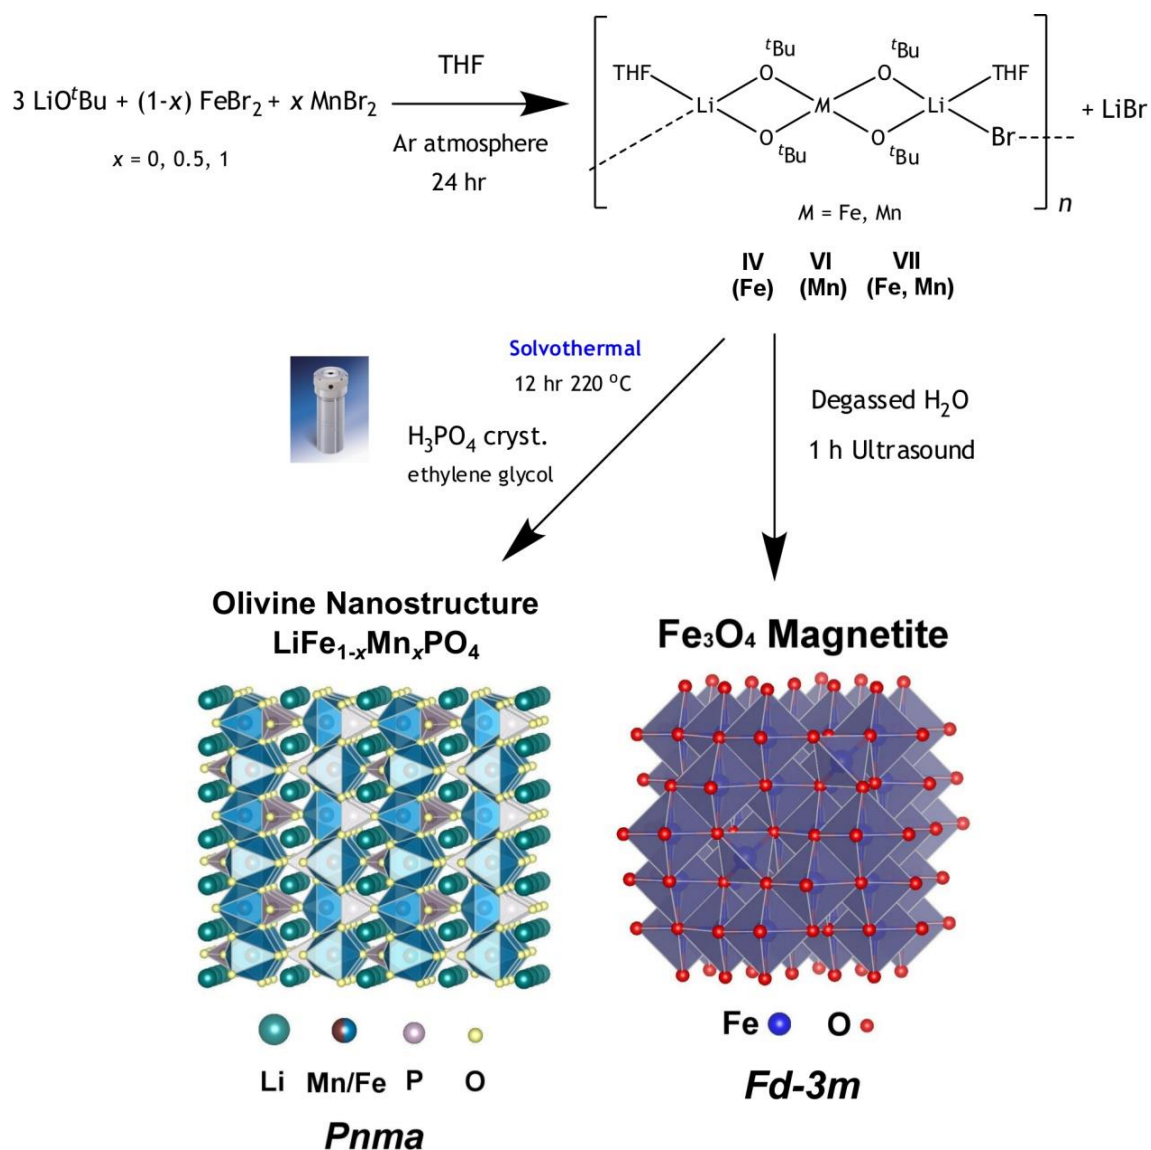 3 LiOᵗBu + (1-x) FeBr₂ + x MnBr₂
x = 0, 0.5, 1
THF
Ar atmosphere
24 hr
ᵗBu ᵗBu
THF O O THF
Li M Li
O O Br
ᵗBu ᵗBu
n
+ LiBr
M = Fe, Mn
IV VI VII
(Fe) (Mn) (Fe, Mn)
Solvothermal
12 hr 220 °C
H₃PO₄ cryst.
ethylene glycol
Degassed H₂O
1 h Ultrasound
Olivine Nanostructure
LiFe₁₋ₓMnₓPO₄
Li Mn/Fe P O
Pnma
Fe₃O₄ Magnetite
Fe O
Fd-3m